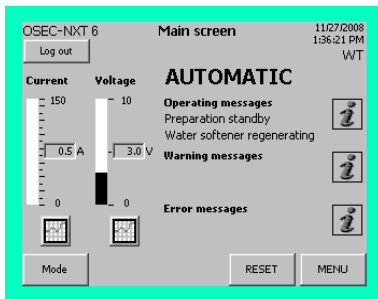 OSEC-NXT 6 Main screen 11/27/2008
1:36:21 PM
Log out WT
Current Voltage AUTOMATIC
150 10 Operating messages
Preparation standby
Water softener regenerating
0.5 A 3.0 V Warning messages
0 0 Error messages
Mode RESET MENU